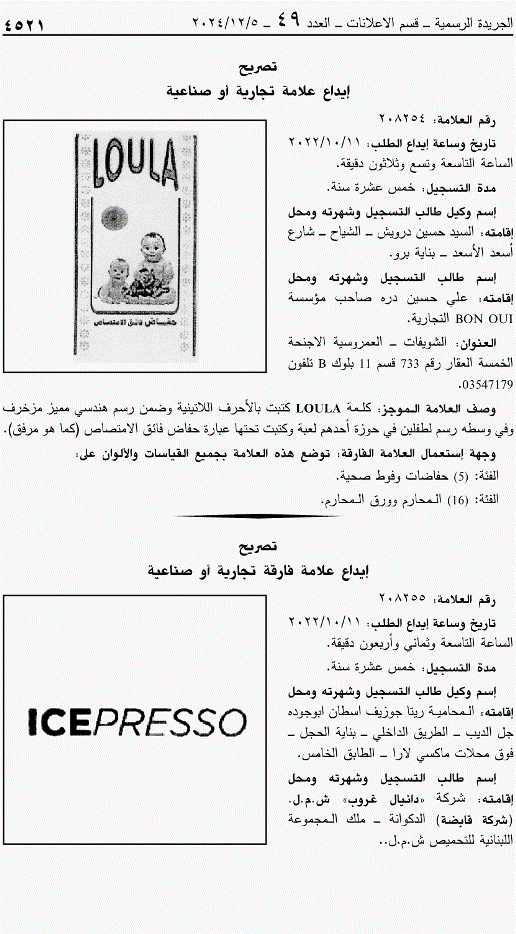 الجريدة الرسمية ـ قسم الاعلانات ـ العدد ٤٩ ـ ٢٠٢٤/١٢/٥
٤٥٢١
تصريح
إيداع علامة تجارية أو صناعية
رقم العلامة: ٢٠٨٢٥٤
تاريخ وساعة إيداع الطلب: ٢٠٢٢/١٠/١١
الساعة التاسعة وتسع وثلاثون دقيقة.
مدة التسجيل: خمس عشرة سنة.
إسم وكيل طالب التسجيل وشهرته ومحل
إقامته: السيد حسين درويش ـ الشياح ـ شارع
أسعد الأسعد ـ بناية برو.
إسم طالب التسجيل وشهرته ومحل
إقامته: علي حسين دره صاحب مؤسسة
BON OUI التجارية.
العنوان: الشويفات ـ العمروسية الاجنحة
الخمسة العقار رقم 733 قسم 11 بلوك B تلفون
03547179.
LOULA
حفاض فائق الامتصاص
وصف العلامة الموجز: كلمة LOULA كتبت بالأحرف اللاتينية وضمن رسم هندسي مميز مزخرف
وفي وسطه رسم لطفلين في حوزة أحدهم لعبة وكتبت تحتها عبارة حفاض فائق الامتصاص (كما هو مرفق).
وجهة إستعمال العلامة الفارقة: توضع هذه العلامة بجميع القياسات والألوان على:
الفئة: (5) حفاضات وفوط صحية.
الفئة: (16) المحارم وورق المحارم.
تصريح
إيداع علامة فارقة تجارية أو صناعية
رقم العلامة: ٢٠٨٢٥٥
تاريخ وساعة إيداع الطلب: ٢٠٢٢/١٠/١١
الساعة التاسعة وثماني وأربعون دقيقة.
مدة التسجيل: خمس عشرة سنة.
إسم وكيل طالب التسجيل وشهرته ومحل
إقامته: المحامية ريتا جوزيف اسطان ابوجوده
جل الديب ـ الطريق الداخلي ـ بناية الحجل ـ
فوق محلات ماكسي لارا ـ الطابق الخامس.
إسم طالب التسجيل وشهرته ومحل
إقامته: شركة «دانيال غروب» ش.م.ل.
(شركة قابضة) الدكوانة ـ ملك المجموعة
اللبنانية للتحميص ش.م.ل..
ICEPRESSO